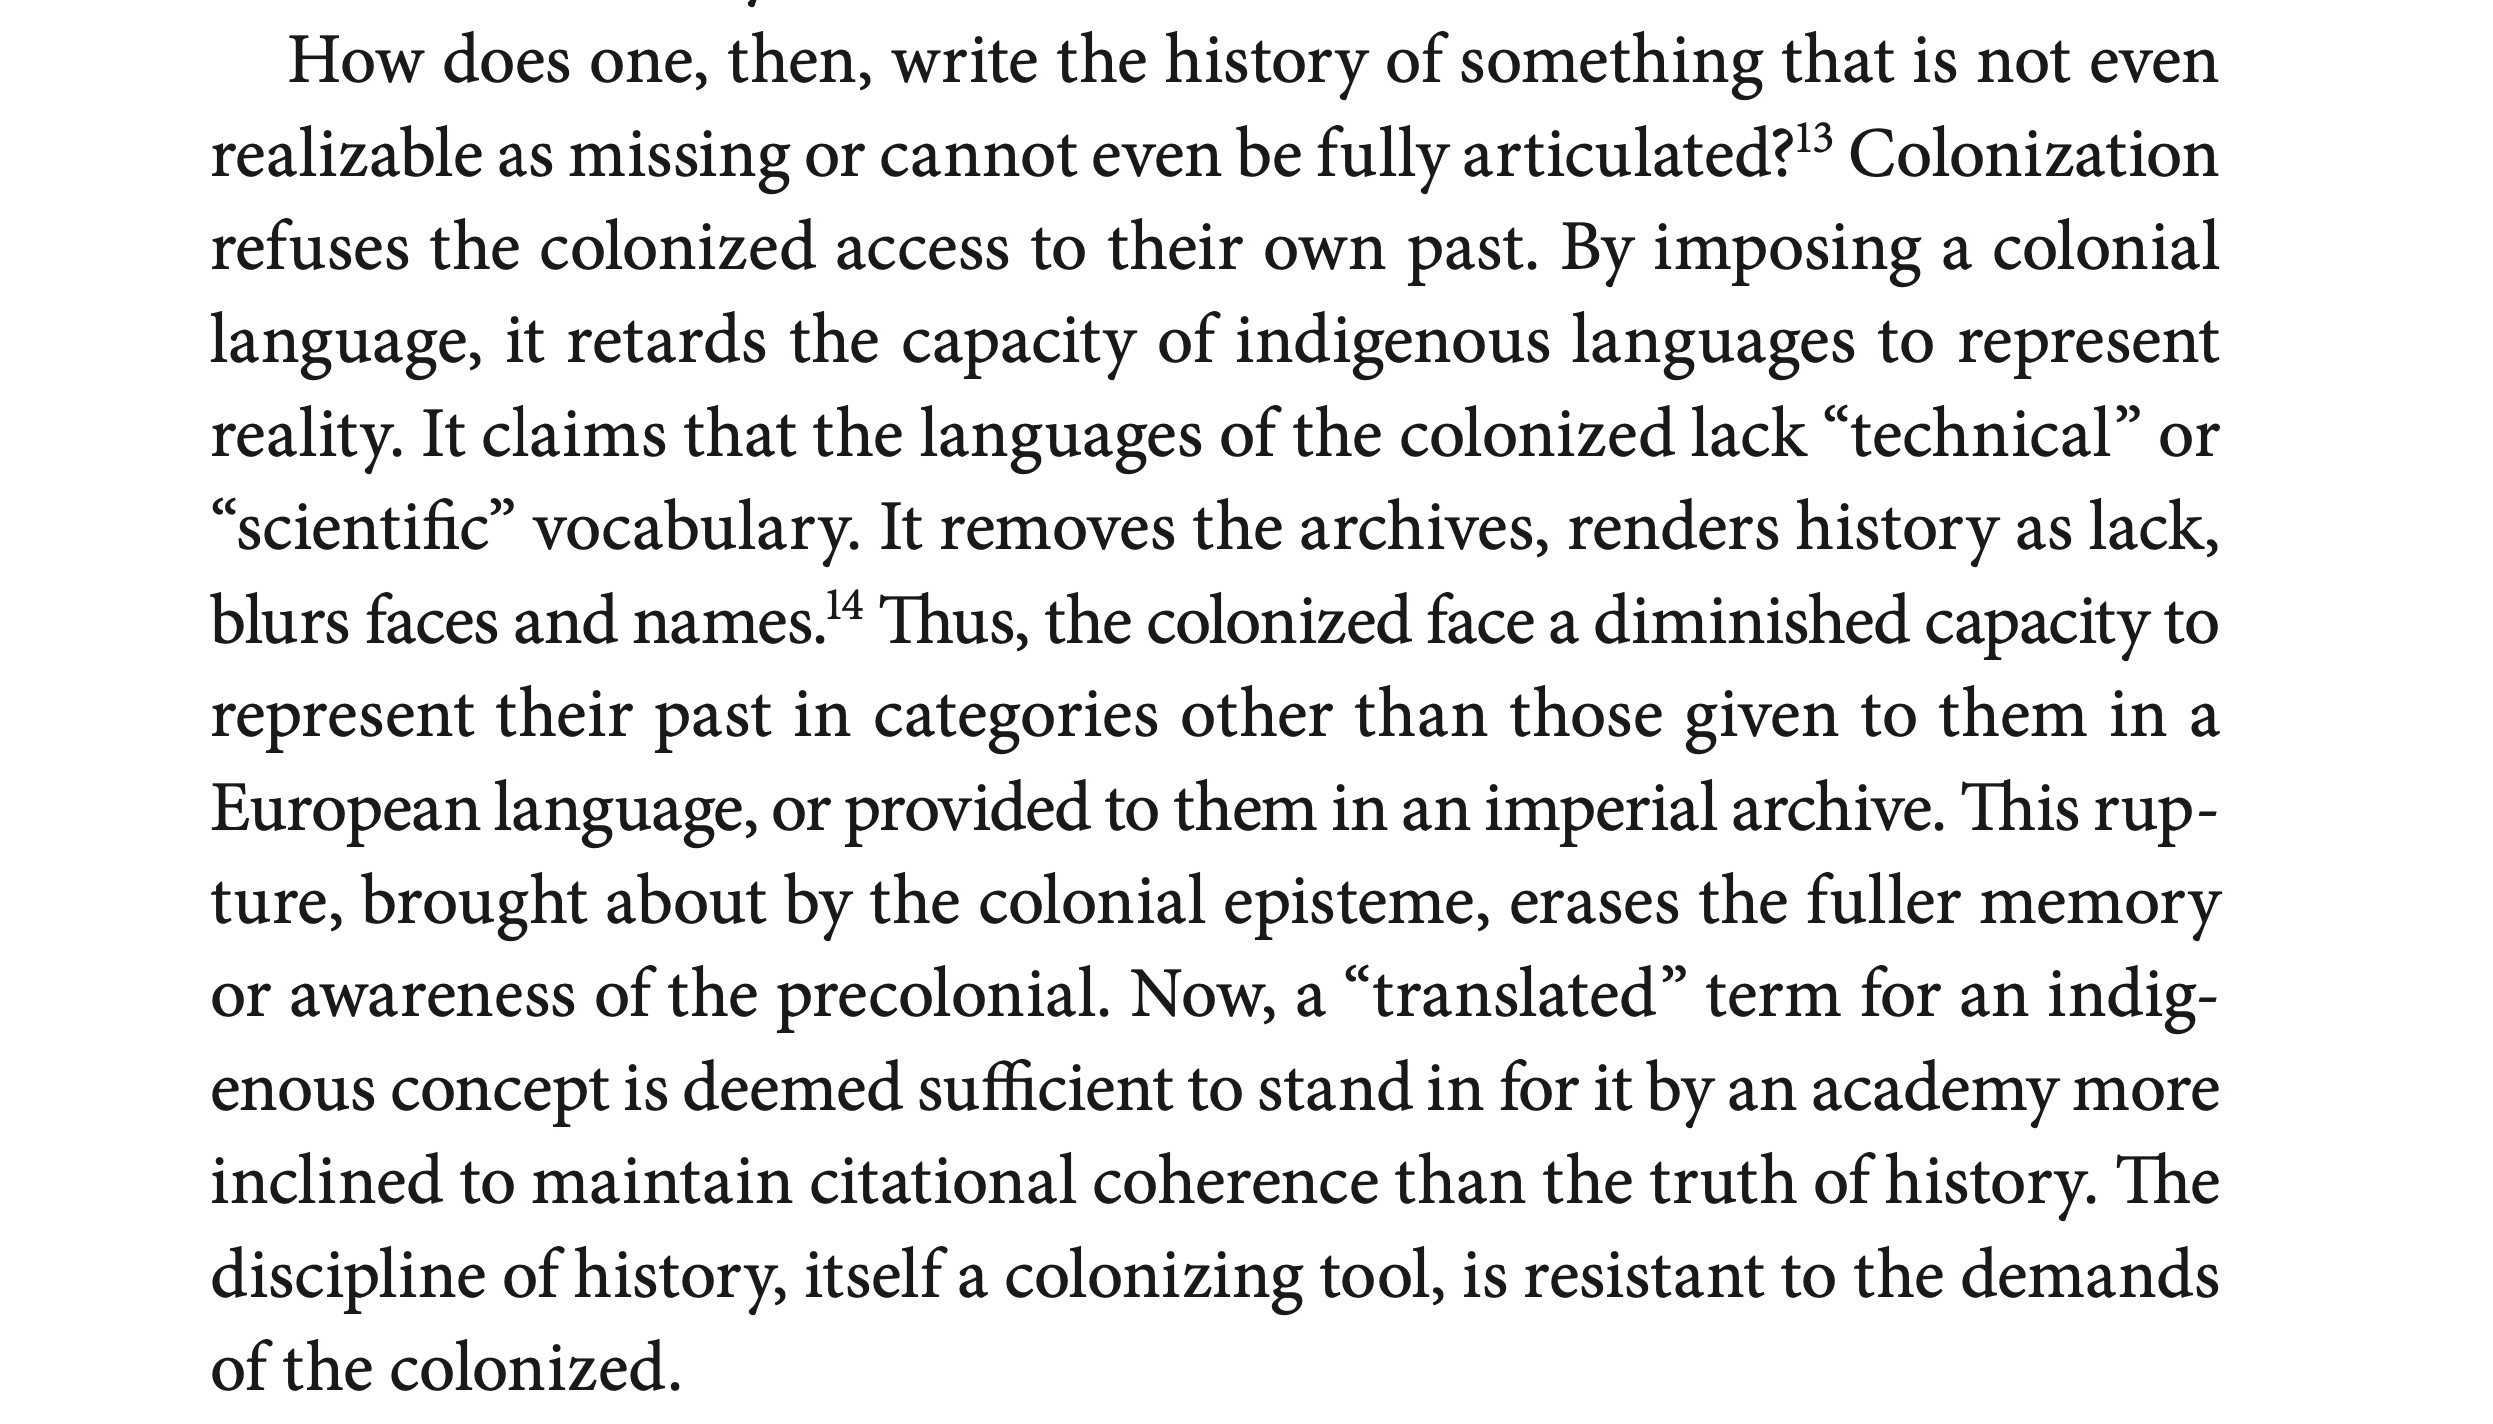 How does one, then, write the history of something that is not even
realizable as missing or cannot even be fully articulated?¹³ Colonization
refuses the colonized access to their own past. By imposing a colonial
language, it retards the capacity of indigenous languages to represent
reality. It claims that the languages of the colonized lack “technical” or
“scientific” vocabulary. It removes the archives, renders history as lack,
blurs faces and names.¹⁴ Thus, the colonized face a diminished capacity to
represent their past in categories other than those given to them in a
European language, or provided to them in an imperial archive. This rup-
ture, brought about by the colonial episteme, erases the fuller memory
or awareness of the precolonial. Now, a “translated” term for an indig-
enous concept is deemed sufficient to stand in for it by an academy more
inclined to maintain citational coherence than the truth of history. The
discipline of history, itself a colonizing tool, is resistant to the demands
of the colonized.